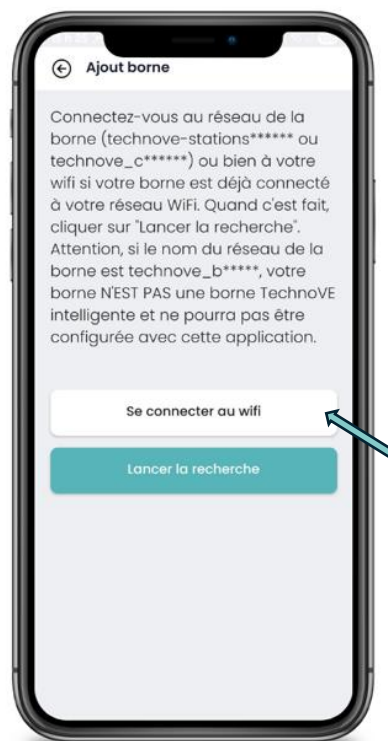 Ajout borne
Connectez-vous au réseau de la
borne (technove-stations****** ou
technove_c******) ou bien à votre
wifi si votre borne est déjà connecté
à votre réseau WiFi. Quand c'est fait,
cliquer sur "Lancer la recherche".
Attention, si le nom du réseau de la
borne est technove_b*****, votre
borne N'EST PAS une borne TechnoVE
intelligente et ne pourra pas être
configurée avec cette application.
Se connecter au wifi
Lancer la recherche